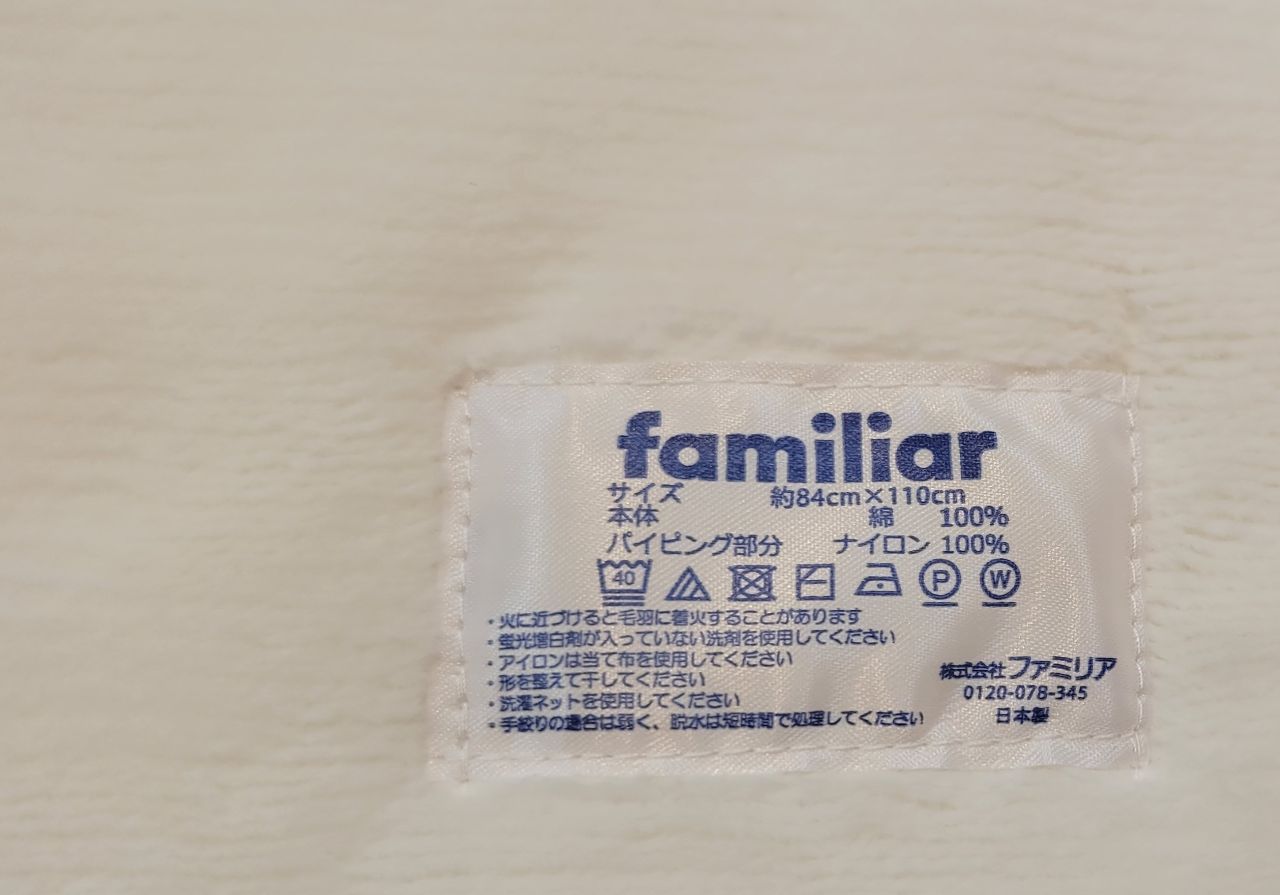 familiar
サイズ 約84cm×110cm
本体 綿 100%
パイピング部分 ナイロン 100%
40 P W
・火に近づけると毛羽に着火することがあります
・蛍光増白剤が入っていない洗剤を使用してください
・アイロンは当て布を使用してください
・形を整えて干してください
・洗濯ネットを使用してください
・手絞りの場合は弱く、脱水は短時間で処理してください
株式会社ファミリア
0120-078-345
日本製